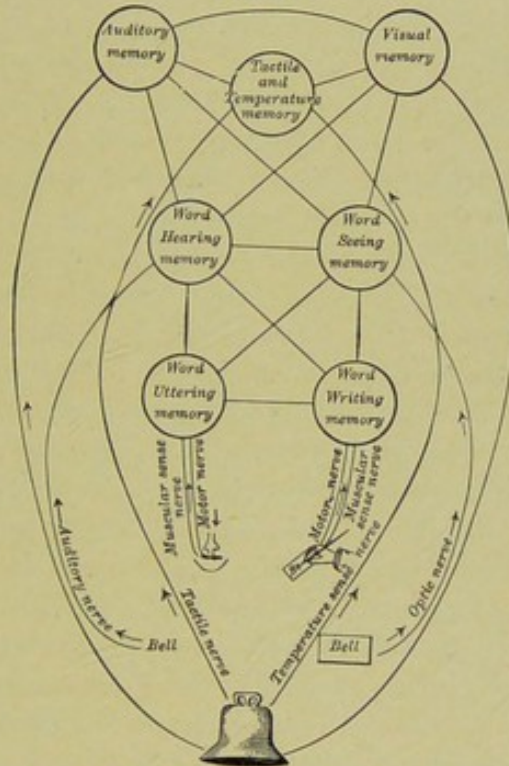 Auditory
memory
Visual
memory
Tactile
and
Temperature
memory
Word
Hearing
memory
Word
Seeing
memory
Word
Uttering
memory
Word
Writing
memory
Muscular sense
nerve
Motor nerve
Motor nerve
Muscular
sense nerve
Auditory nerve
Bell
Tactile nerve
Temperature sense
nerve
Bell
Optic nerve